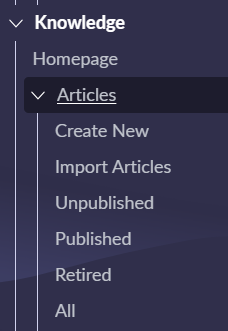 Knowledge
Homepage
Articles
Create New
Import Articles
Unpublished
Published
Retired
All